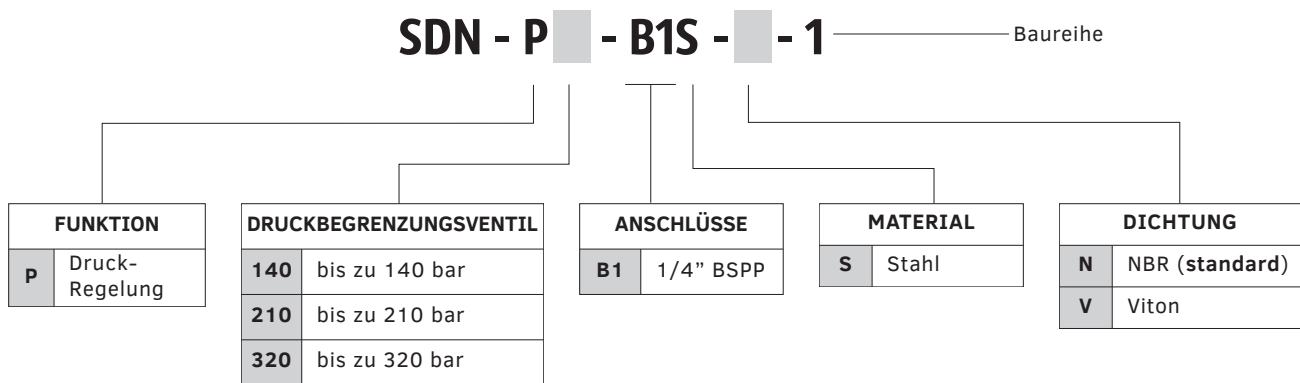 SDN - P - B1S - - 1 Baureihe
FUNKTION
P Druck-
Regelung
DRUCKBEGRENZUNGSVENTIL
140 bis zu 140 bar
210 bis zu 210 bar
320 bis zu 320 bar
ANSCHLÜSSE
B1 1/4” BSPP
MATERIAL
S Stahl
DICHTUNG
N NBR (standard)
V Viton